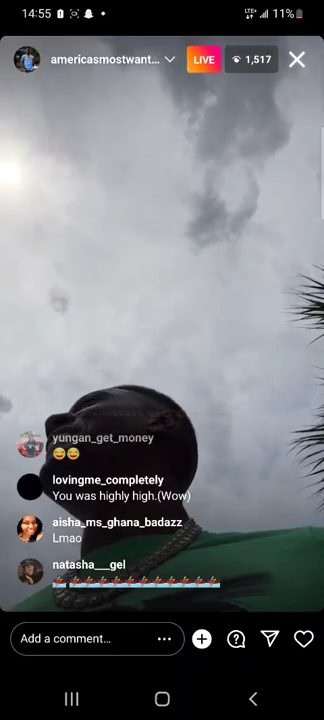 14:55
LTE+
11%
americasmostwant...
LIVE
1,517
yungan_get_money
😂😂
lovingme_completely
You was highly high.(Wow)
aisha_ms_ghana_badazz
Lmao
natasha___gel
🚣🏾🚣🏾🚣🏾🚣🏾🚣🏾🚣🏾🚣🏾🚣🏾🚣🏾🚣🏾🚣🏾
Add a comment...